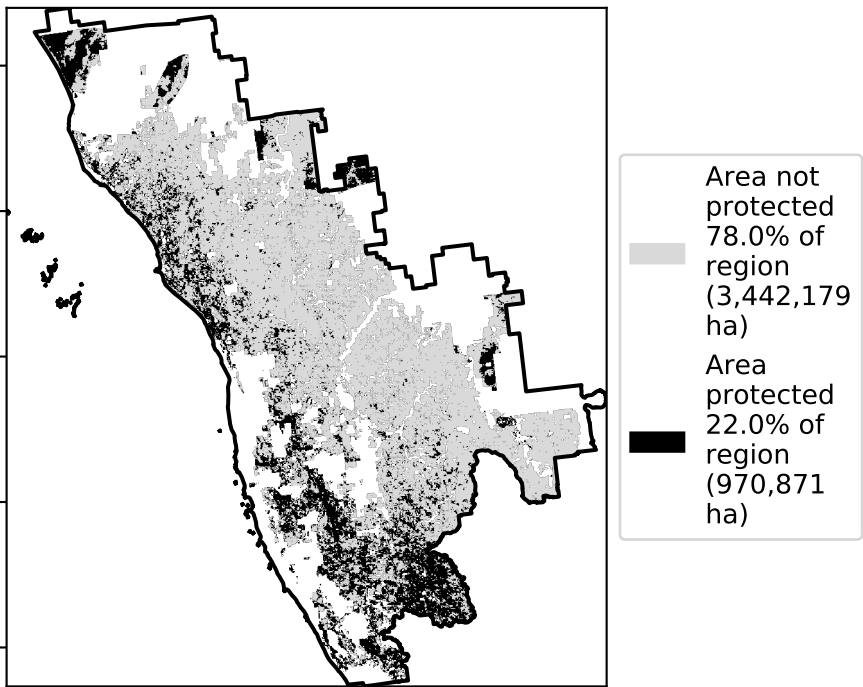 Area not
protected
78.0% of
region
(3,442,179
ha)
Area
protected
22.0% of
region
(970,871
ha)